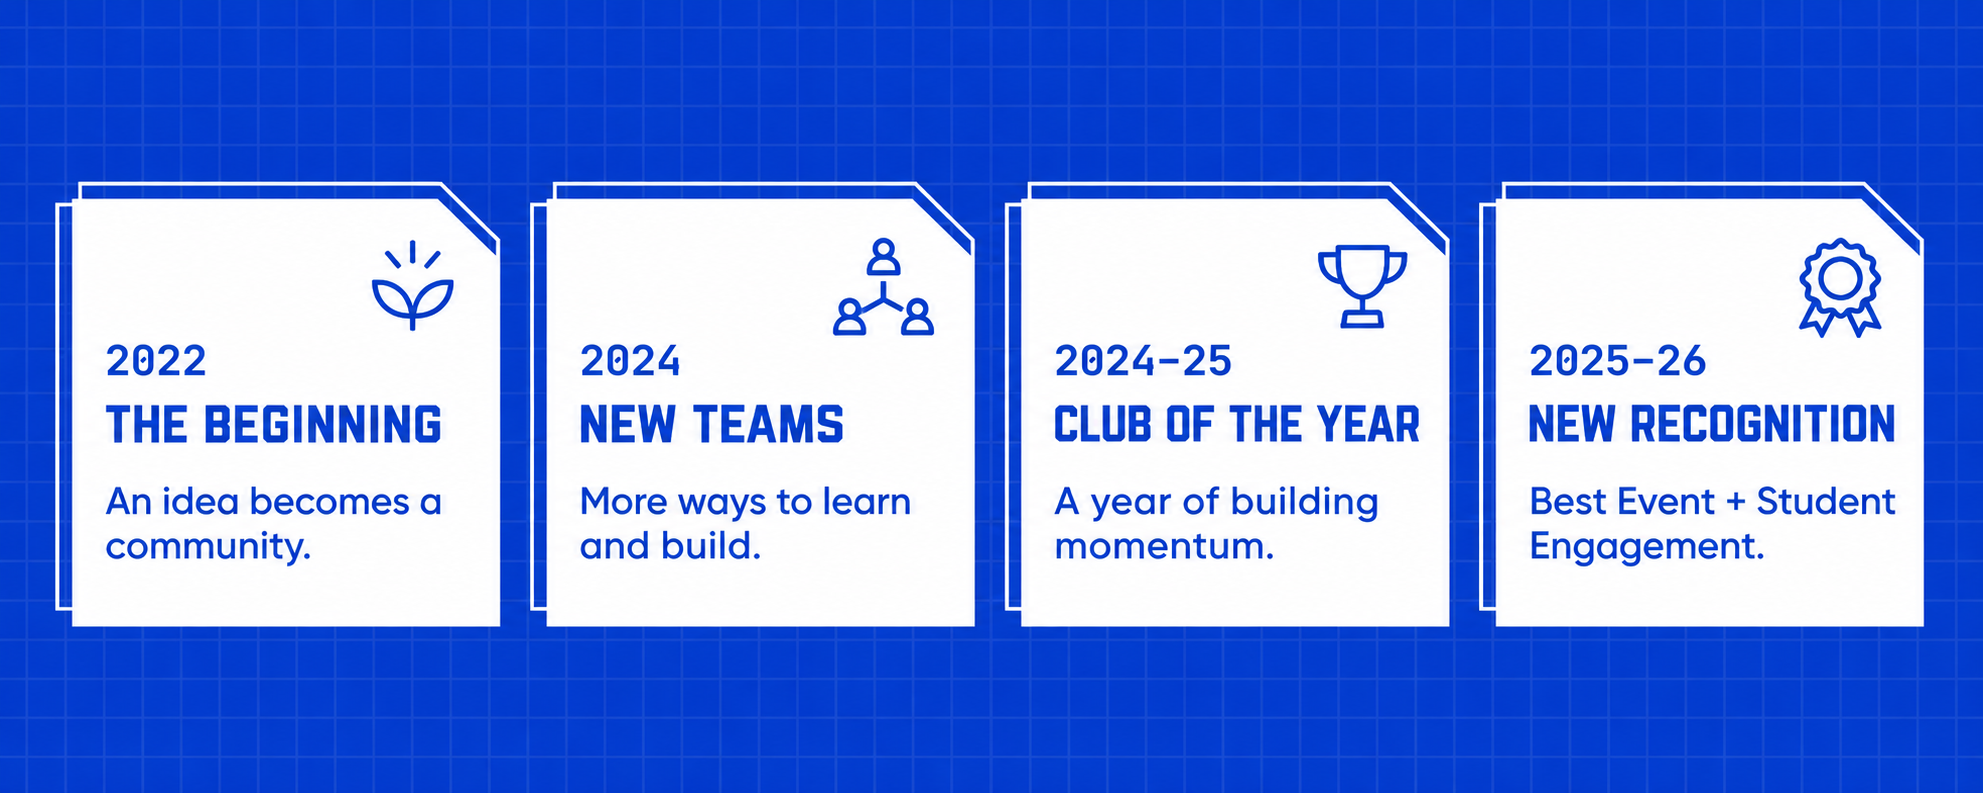 2022
THE BEGINNING
An idea becomes a
community.
2024
NEW TEAMS
More ways to learn
and build.
2024-25
CLUB OF THE YEAR
A year of building
momentum.
2025-26
NEW RECOGNITION
Best Event + Student
Engagement.